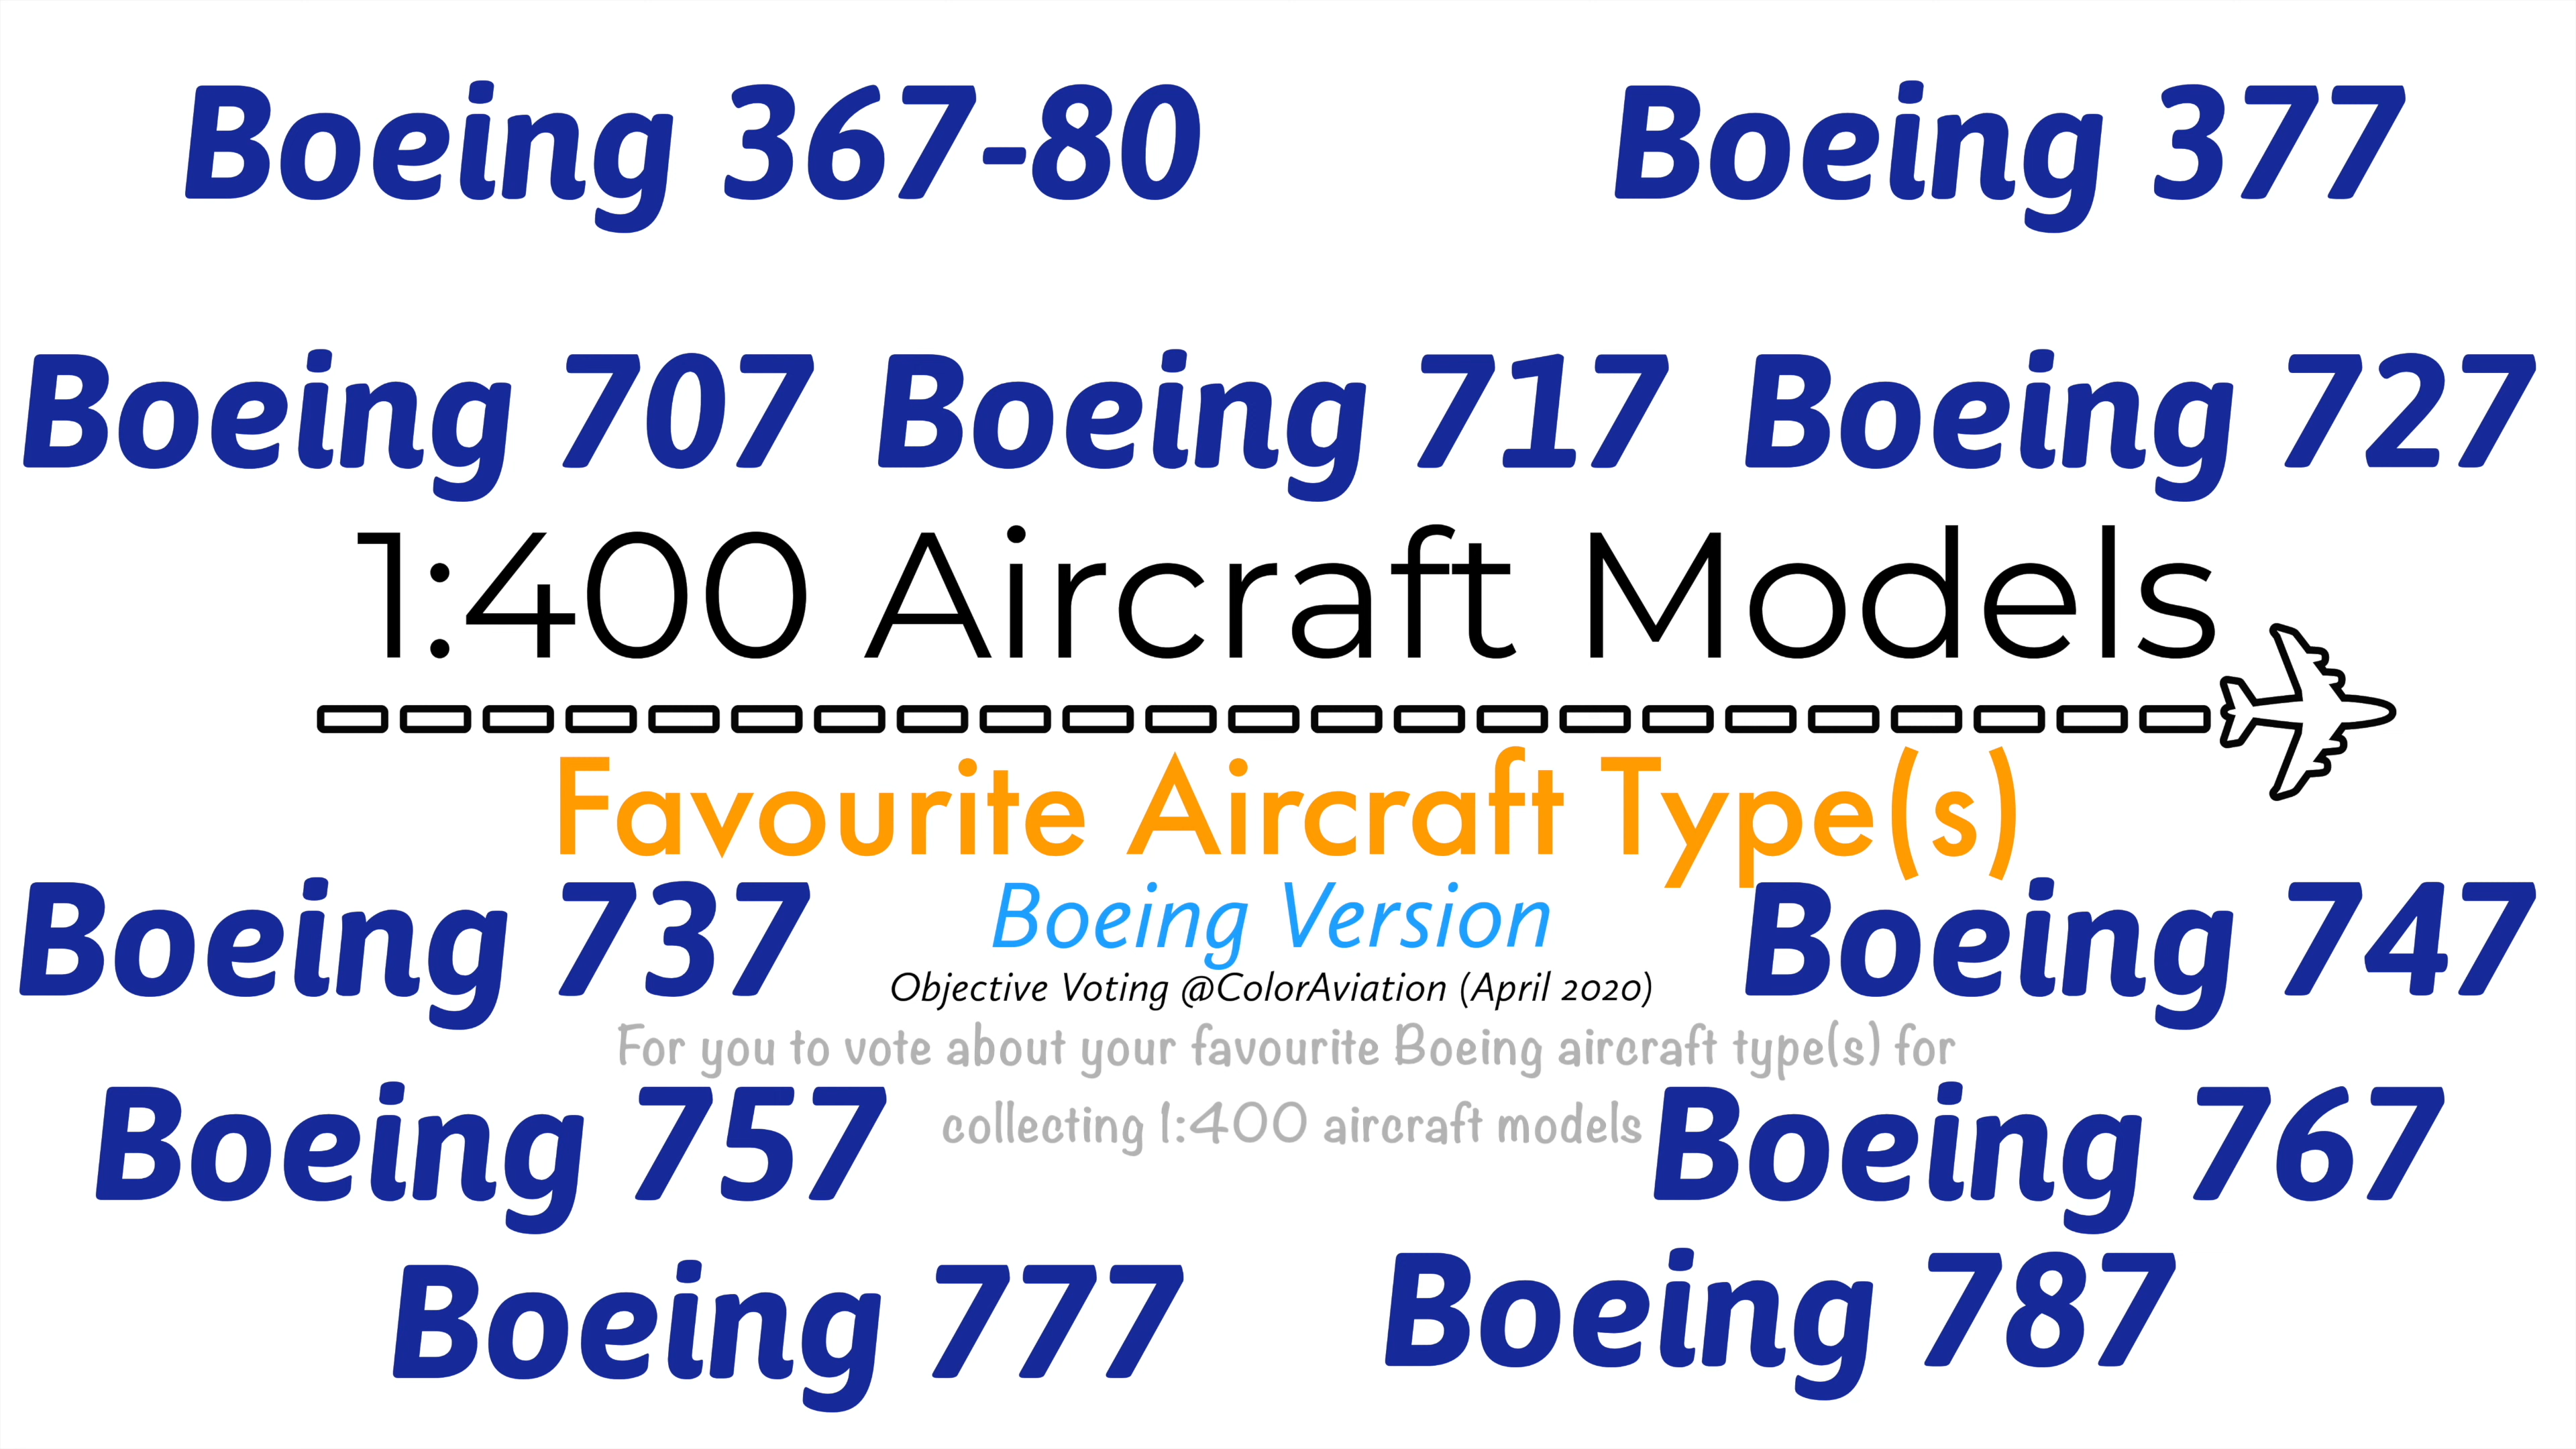 Boeing 367-80 Boeing 377
Boeing 707 Boeing 717 Boeing 727
1:400 Aircraft Models
Favourite Aircraft Type(s)
Boeing 737 Boeing Version Boeing 747
Objective Voting @ColorAviation (April 2020)
For you to vote about your favourite Boeing aircraft type(s) for
collecting 1:400 aircraft models
Boeing 757 Boeing 767
Boeing 777 Boeing 787